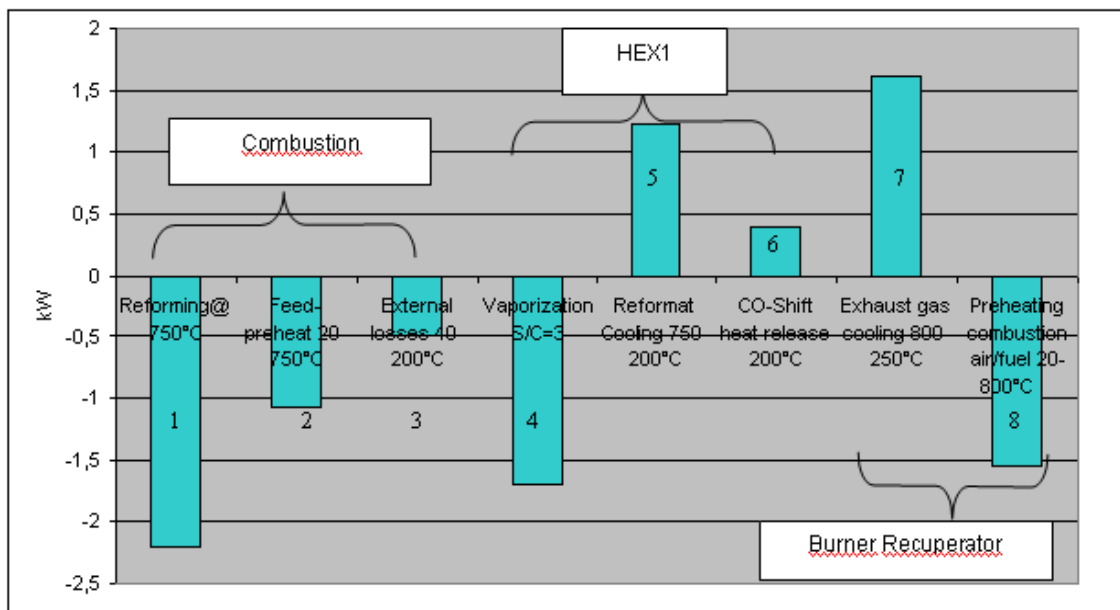 2
1,5
1
0,5
0
-0,5
-1
-1,5
-2
-2,5
kW
HEX1
Combustion
Burner Recuperator
Reforming@
750°C
Feed-
preheat 20
750°C
External
losses 40
200°C
Vaporization
S/C=3
Reformat
Cooling 750
200°C
CO-Shift
heat release
200°C
Exhaust gas
cooling 800
250°C
Preheating
combustion
air/fuel 20-
800°C
1
2
3
4
5
6
7
8